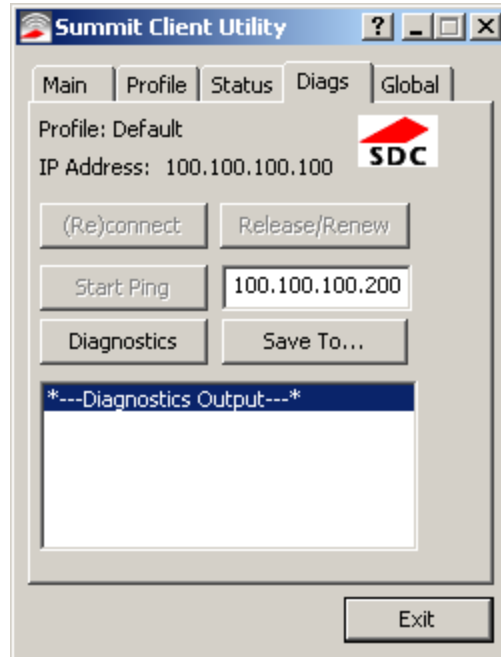 Summit Client Utility
Main Profile Status Diags Global
Profile: Default
IP Address: 100.100.100.100
SDC
(Re)connect Release/Renew
Start Ping 100.100.100.200
Diagnostics Save To...
*---Diagnostics Output---*
Exit